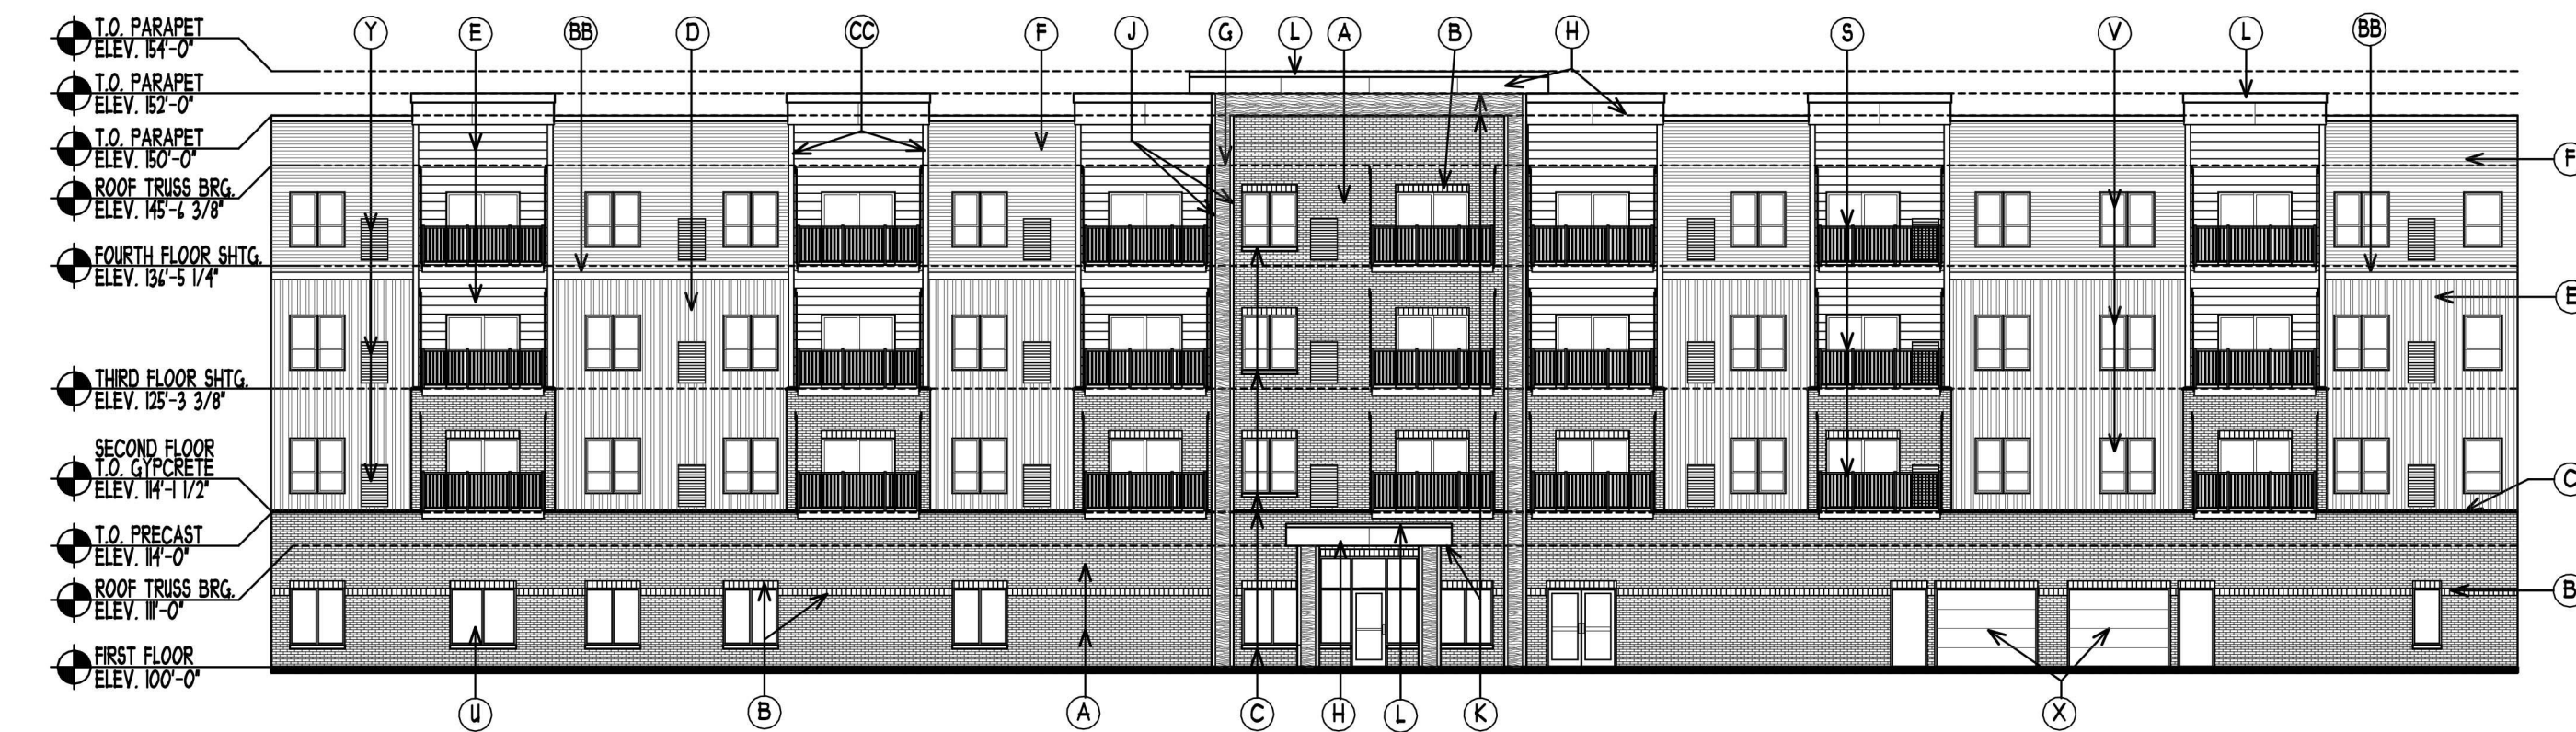 T.O. PARAPET
ELEV. 154'-0"
T.O. PARAPET
ELEV. 152'-0"
T.O. PARAPET
ELEV. 150'-0"
ROOF TRUSS BRG.
ELEV. 145'-6 3/8"
FOURTH FLOOR SHTG.
ELEV. 136'-5 1/4"
THIRD FLOOR SHTG.
ELEV. 125'-3 3/8"
SECOND FLOOR
T.O. GYPCRETE
ELEV. 114'-1 1/2"
T.O. PRECAST
ELEV. 114'-0"
ROOF TRUSS BRG.
ELEV. 111'-0"
FIRST FLOOR
ELEV. 100'-0"
Y E BB D CC F J G L A B H S V L BB
F
E
C
B
U B A C H L K X